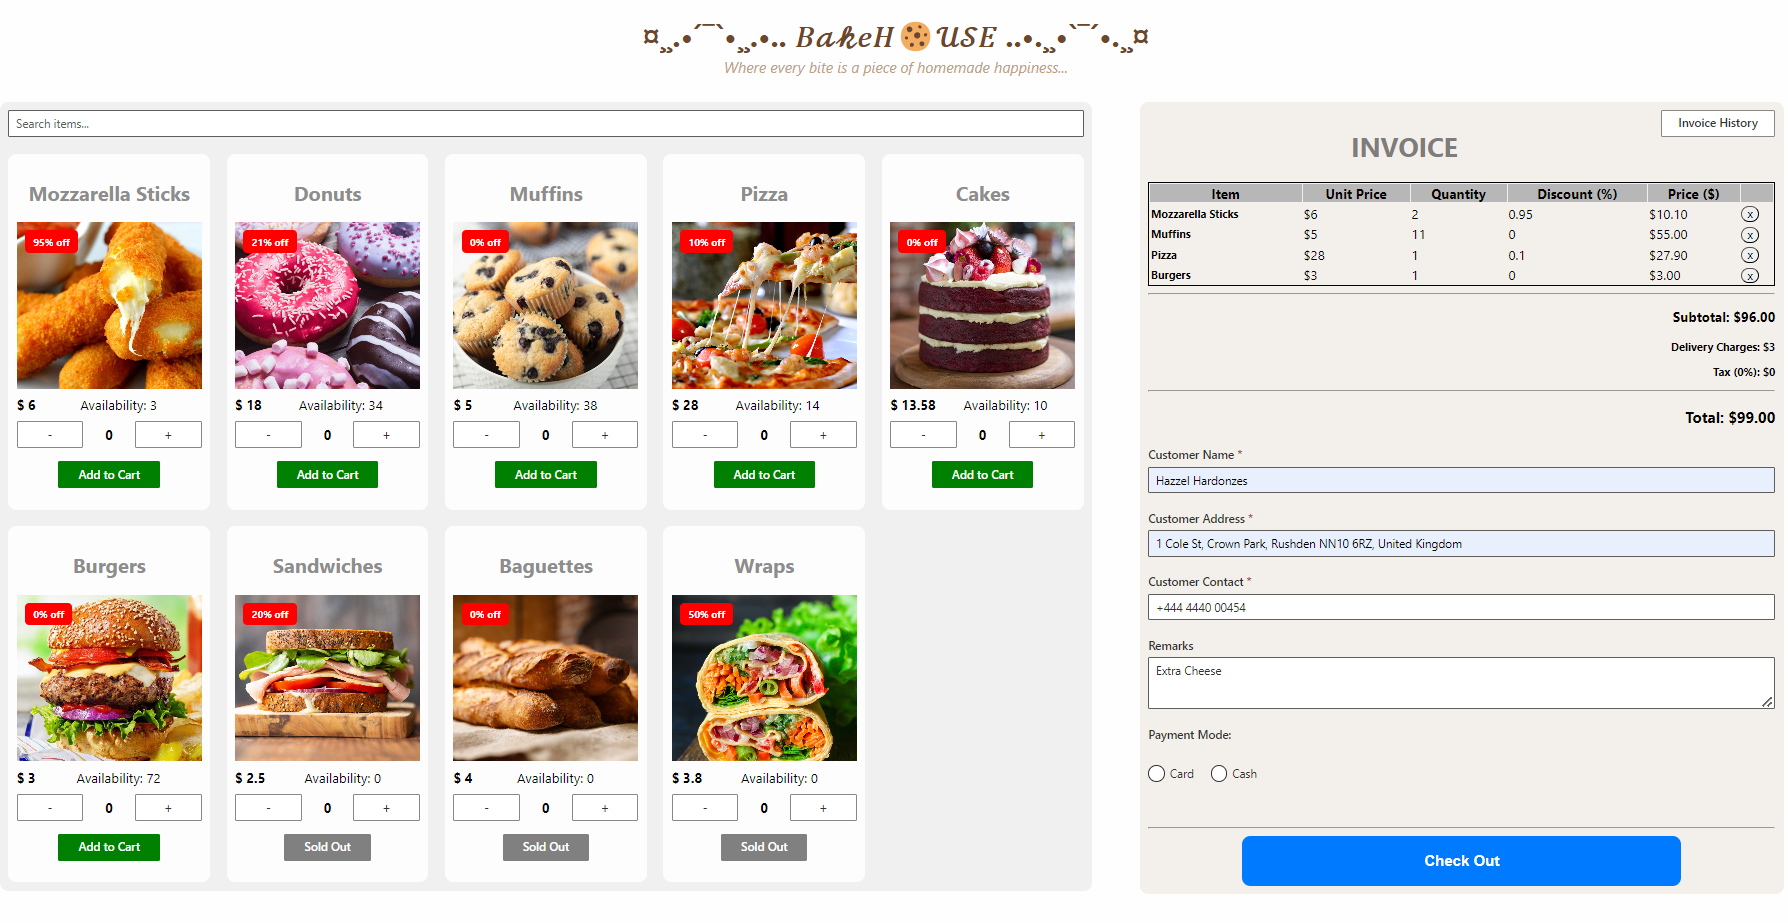 ¤¸¸.•´¯`•¸¸.•.. BakeH🍪USE ..•.¸¸•`¯´•.¸¸¤
Where every bite is a piece of homemade happiness...
Search items...
Mozzarella Sticks
95% off
$ 6 Availability: 3
- 0 +
Add to Cart
Donuts
21% off
$ 18 Availability: 34
- 0 +
Add to Cart
Muffins
0% off
$ 5 Availability: 38
- 0 +
Add to Cart
Pizza
10% off
$ 28 Availability: 14
- 0 +
Add to Cart
Cakes
0% off
$ 13.58 Availability: 10
- 0 +
Add to Cart
Burgers
0% off
$ 3 Availability: 72
- 0 +
Add to Cart
Sandwiches
20% off
$ 2.5 Availability: 0
- 0 +
Sold Out
Baguettes
0% off
$ 4 Availability: 0
- 0 +
Sold Out
Wraps
50% off
$ 3.8 Availability: 0
- 0 +
Sold Out
Invoice History
INVOICE
Item Unit Price Quantity Discount (%) Price ($)
Mozzarella Sticks $6 2 0.95 $10.10 x
Muffins $5 11 0 $55.00 x
Pizza $28 1 0.1 $27.90 x
Burgers $3 1 0 $3.00 x
Subtotal: $96.00
Delivery Charges: $3
Tax (0%): $0
Total: $99.00
Customer Name *
Hazzel Hardonzes
Customer Address *
1 Cole St, Crown Park, Rushden NN10 6RZ, United Kingdom
Customer Contact *
+444 4440 00454
Remarks
Extra Cheese
Payment Mode:
Card Cash
Check Out